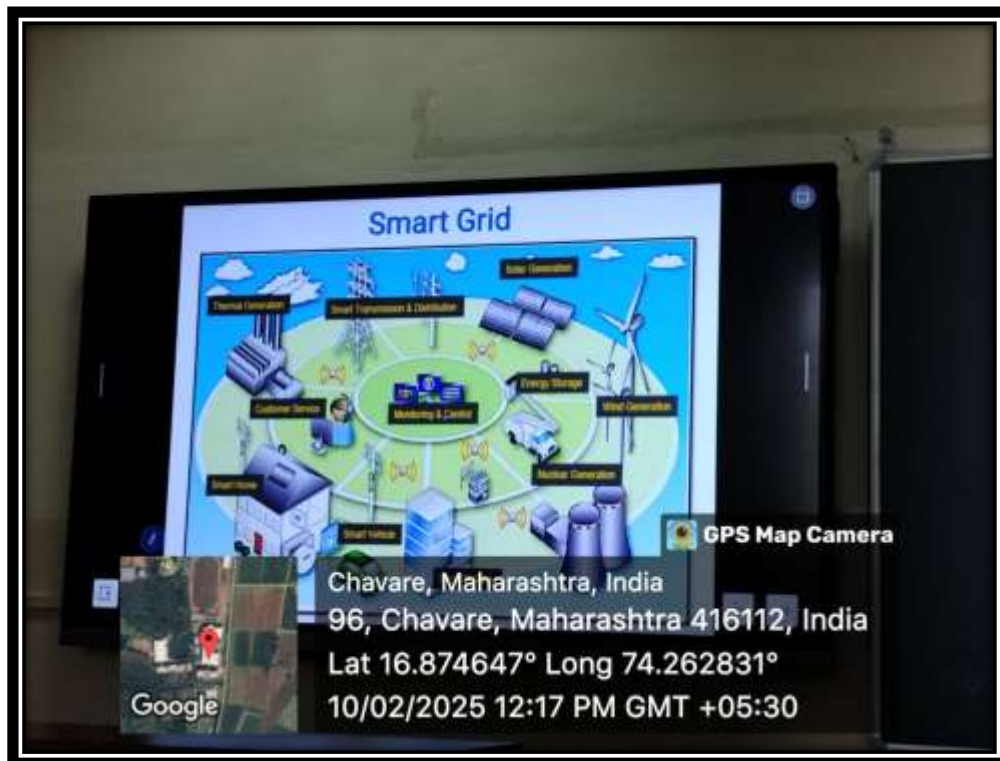 Smart Grid
Solar Generation
Thermal Generation
Smart Transmission & Distribution
Energy Storage
Customer Service
Monitoring & Control
Wind Generation
Nuclear Generation
Smart Home
Smart Vehicle
GPS Map Camera
Chavare, Maharashtra, India
96, Chavare, Maharashtra 416112, India
Lat 16.874647° Long 74.262831°
Google
10/02/2025 12:17 PM GMT +05:30